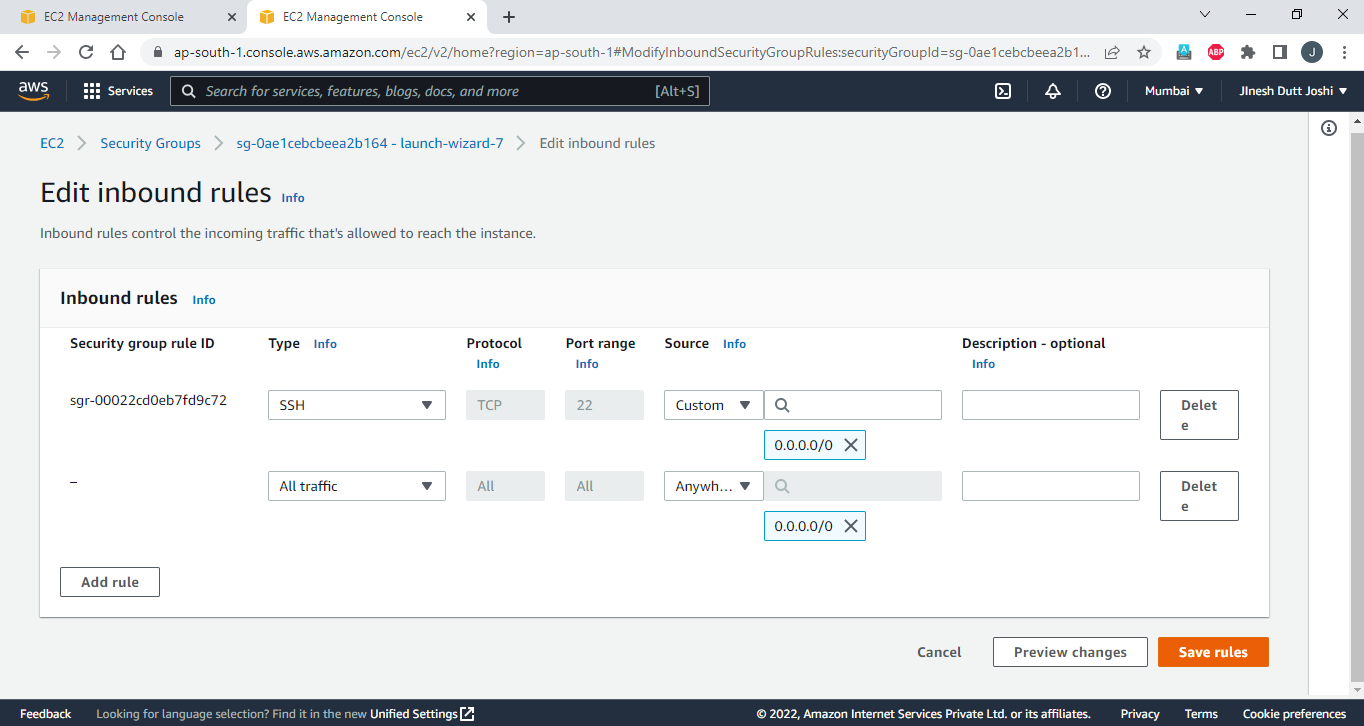 EC2 Management Console
EC2 Management Console
ap-south-1.console.aws.amazon.com/ec2/v2/home?region=ap-south-1#ModifyInboundSecurityGroupRules:securityGroupId=sg-0ae1cebcbeea2b1...
ABP
J
aws
Services
Search for services, features, blogs, docs, and more
[Alt+S]
Mumbai
JInesh Dutt Joshi
EC2
Security Groups
sg-0ae1cebcbeea2b164 - launch-wizard-7
Edit inbound rules
Edit inbound rules Info
Inbound rules control the incoming traffic that's allowed to reach the instance.
Inbound rules Info
Security group rule ID
Type Info
Protocol
Info
Port range
Info
Source Info
Description - optional
Info
sgr-00022cd0eb7fd9c72
SSH
TCP
22
Custom
0.0.0.0/0
Delet
e
–
All traffic
All
All
Anywh...
0.0.0.0/0
Delet
e
Add rule
Cancel
Preview changes
Save rules
Feedback
Looking for language selection? Find it in the new Unified Settings
© 2022, Amazon Internet Services Private Ltd. or its affiliates.
Privacy
Terms
Cookie preferences